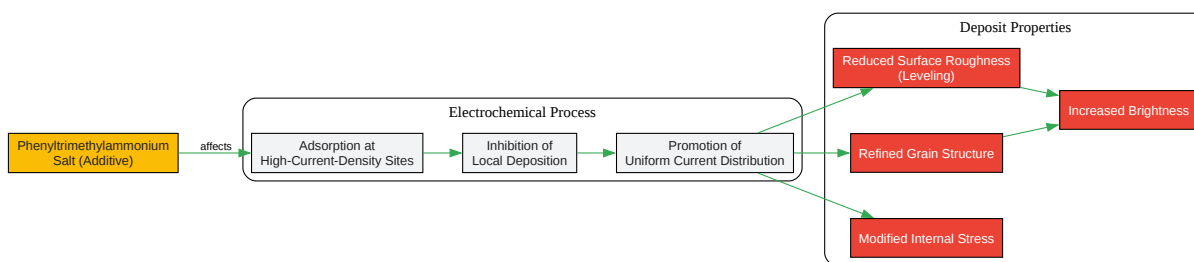 Phenyltrimethylammonium
Salt (Additive)
affects
Electrochemical Process
Adsorption at
High-Current-Density Sites
Inhibition of
Local Deposition
Promotion of
Uniform Current Distribution
Deposit Properties
Reduced Surface Roughness
(Leveling)
Increased Brightness
Refined Grain Structure
Modified Internal Stress